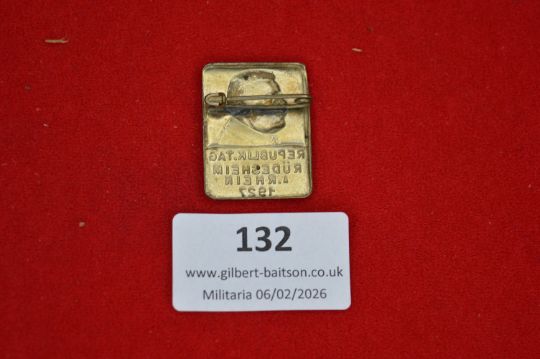 REPUBLIK.TAG
RÜDESHEIM
A.RHEIN
1927
132
www.gilbert-baitson.co.uk
Militaria 06/02/2026